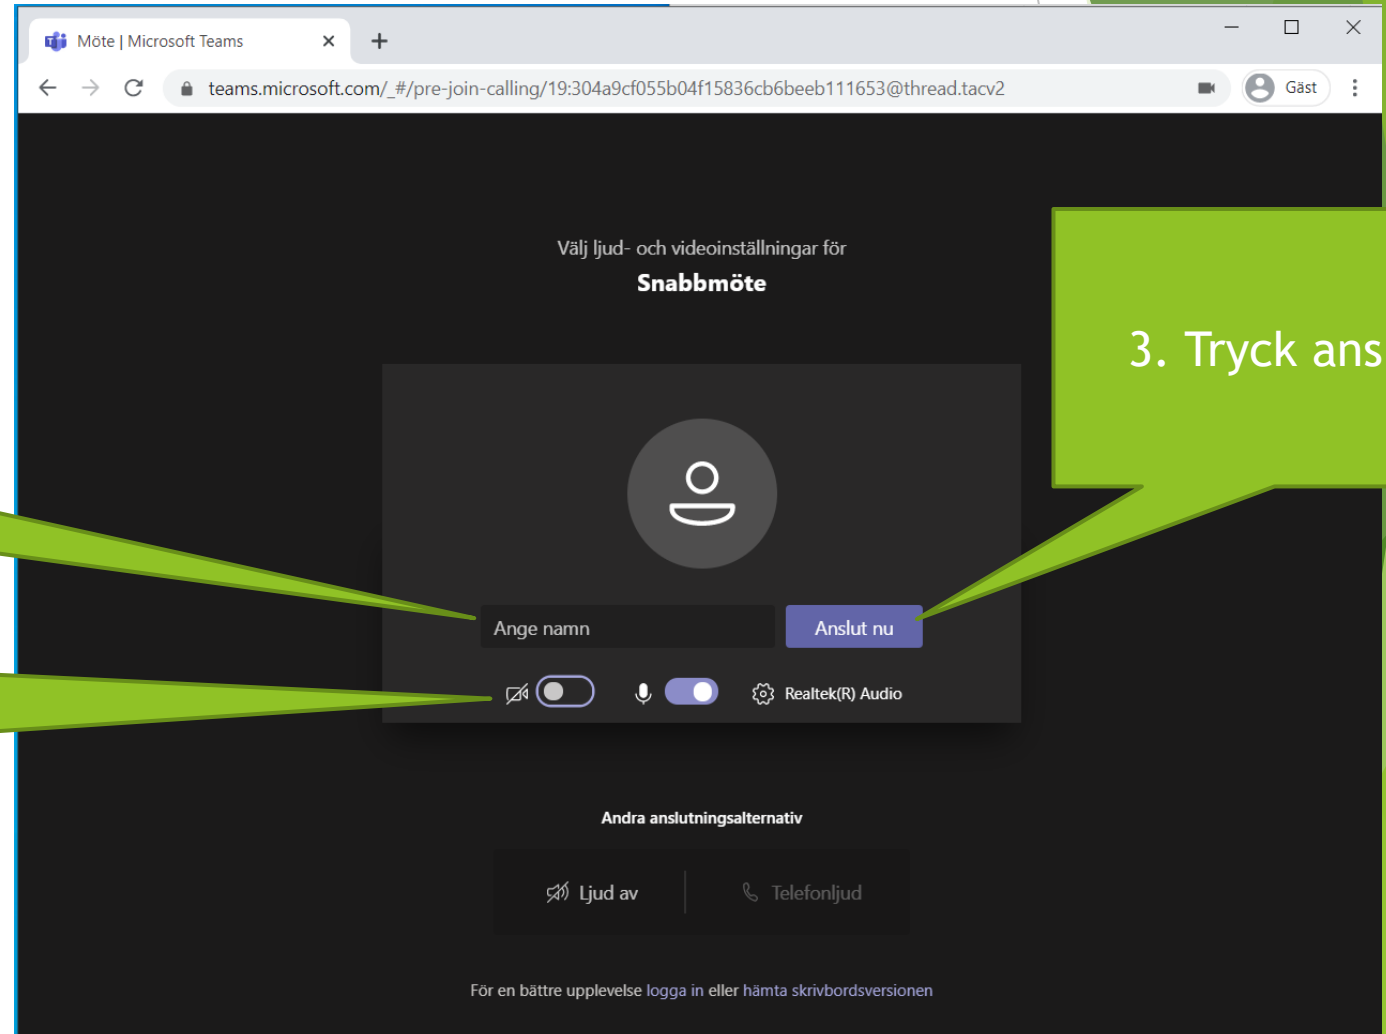 Möte | Microsoft Teams
teams.microsoft.com/_#/pre-join-calling/19:304a9cf055b04f15836cb6beeb111653@thread.tacv2
Gäst
Välj ljud- och videoinställningar för
Snabbmöte
3. Tryck ans
Ange namn
Anslut nu
Realtek(R) Audio
Andra anslutningsalternativ
Ljud av
Telefonljud
För en bättre upplevelse logga in eller hämta skrivbordsversionen